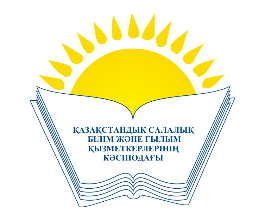 ҚАЗАҚСТАНДЫҚ САЛАЛЫҚ
БІЛІМ ЖӘНЕ ҒЫЛЫМ
ҚЫЗМЕТКЕРЛЕРІНІҢ
КӘСІПОДАҒЫ